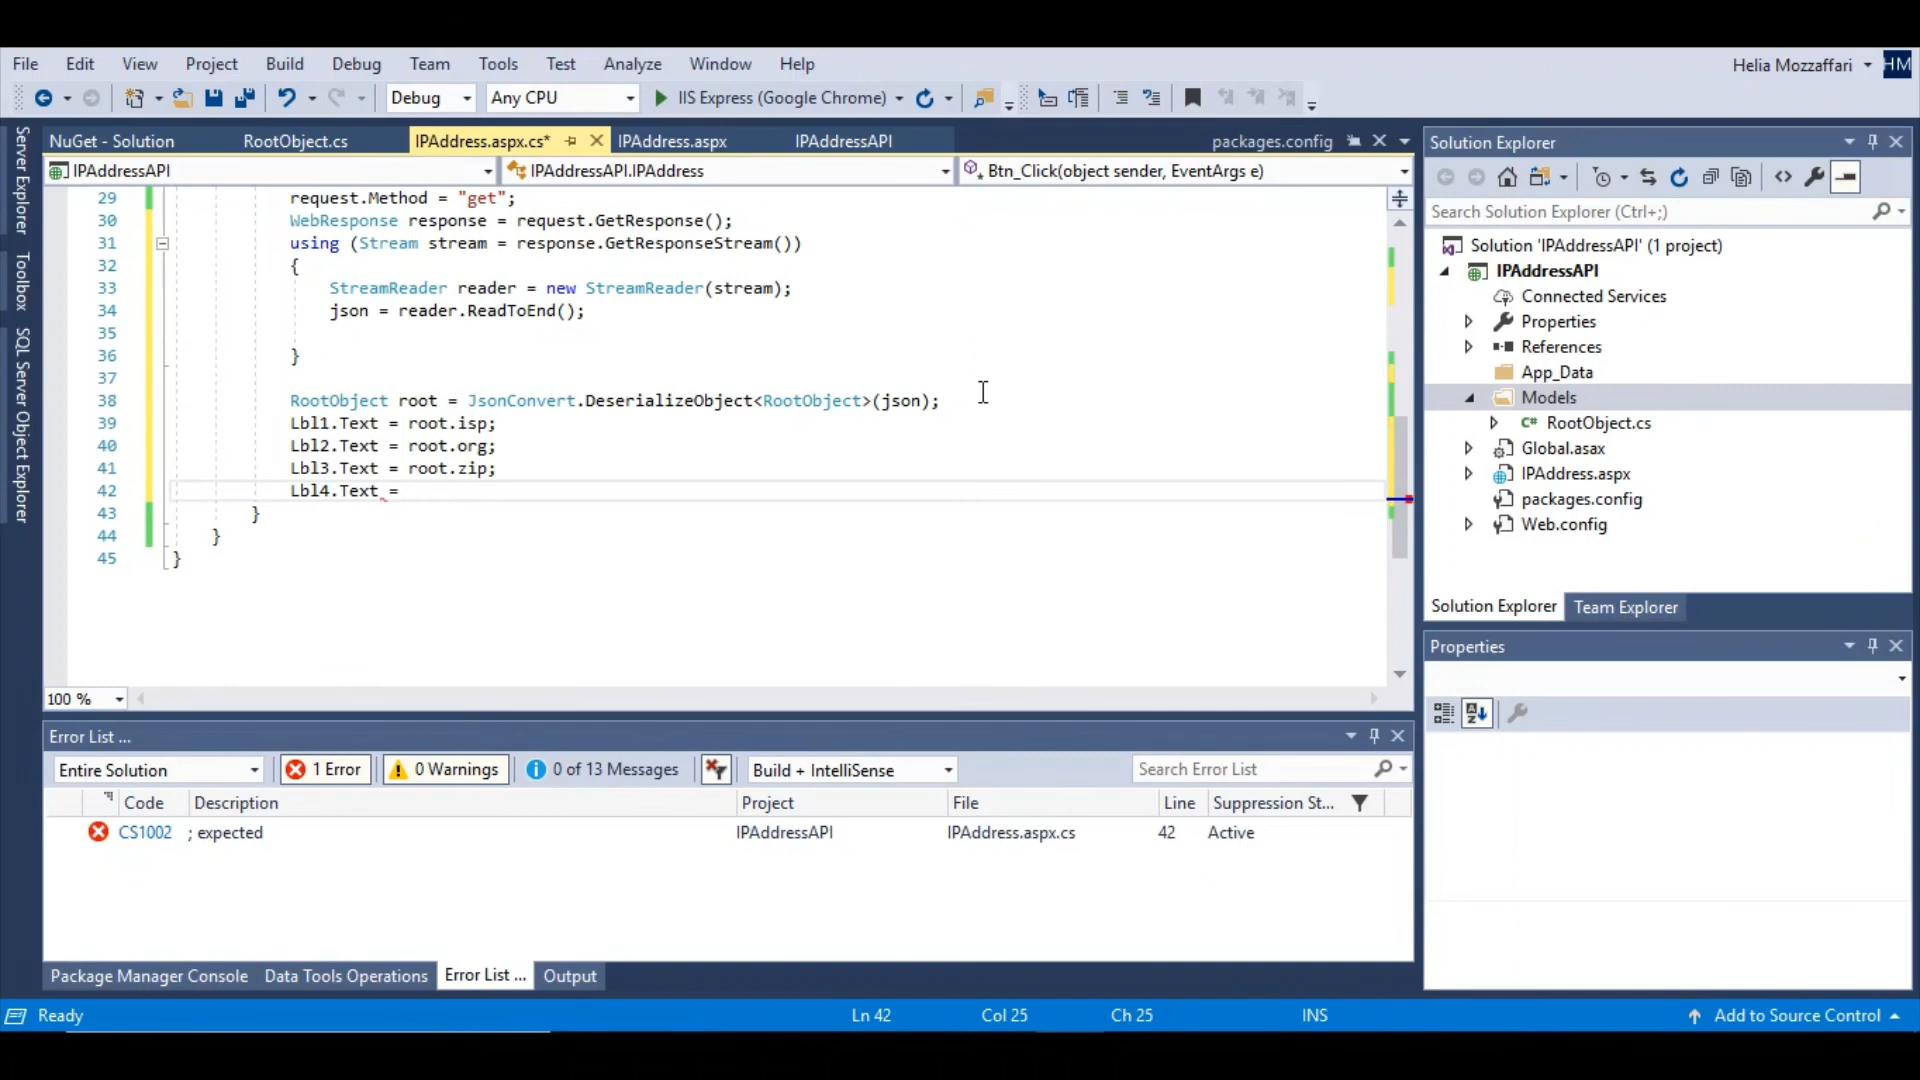 File Edit View Project Build Debug Team Tools Test Analyze Window Help Helia Mozzaffari HM
Debug Any CPU IIS Express (Google Chrome)
Server Explorer
Toolbox
SQL Server Object Explorer
NuGet - Solution RootObject.cs IPAddress.aspx.cs* IPAddress.aspx IPAddressAPI packages.config
IPAddressAPI IPAddressAPI.IPAddress Btn_Click(object sender, EventArgs e)
29 request.Method = "get";
30 WebResponse response = request.GetResponse();
31 using (Stream stream = response.GetResponseStream())
32 {
33 StreamReader reader = new StreamReader(stream);
34 json = reader.ReadToEnd();
35
36 }
37
38 RootObject root = JsonConvert.DeserializeObject<RootObject>(json);
39 Lbl1.Text = root.isp;
40 Lbl2.Text = root.org;
41 Lbl3.Text = root.zip;
42 Lbl4.Text =
43 }
44 }
45 }
100 %
Solution Explorer
Search Solution Explorer (Ctrl+;)
Solution 'IPAddressAPI' (1 project)
IPAddressAPI
Connected Services
Properties
References
App_Data
Models
C# RootObject.cs
Global.asax
IPAddress.aspx
packages.config
Web.config
Solution Explorer Team Explorer
Properties
Error List ...
Entire Solution 1 Error 0 Warnings 0 of 13 Messages Build + IntelliSense Search Error List
Code Description Project File Line Suppression St...
CS1002 ; expected IPAddressAPI IPAddress.aspx.cs 42 Active
Package Manager Console Data Tools Operations Error List ... Output
Ready Ln 42 Col 25 Ch 25 INS Add to Source Control